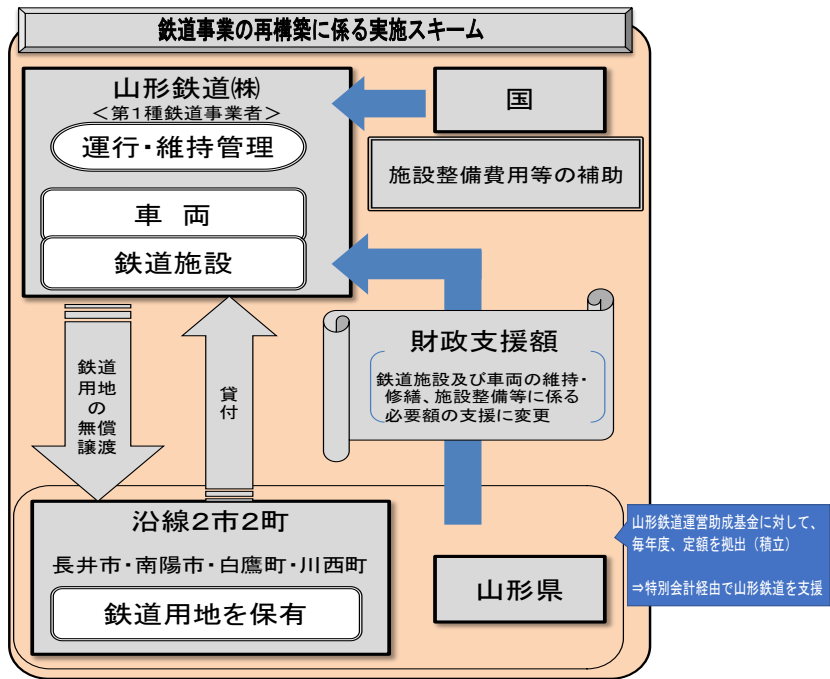 鉄道事業の再構築に係る実施スキーム
山形鉄道㈱
＜第１種鉄道事業者＞
運行・維持管理
車 両
鉄道施設
国
施設整備費用等の補助
財政支援額
鉄道施設及び車両の維持・
修繕、施設整備等に係る
必要額の支援に変更
鉄道
用地
の
無償
譲渡
貸
付
沿線２市２町
長井市・南陽市・白鷹町・川西町
鉄道用地を保有
山形県
山形鉄道運営助成基金に対して、
毎年度、定額を拠出（積立）
⇒特別会計経由で山形鉄道を支援